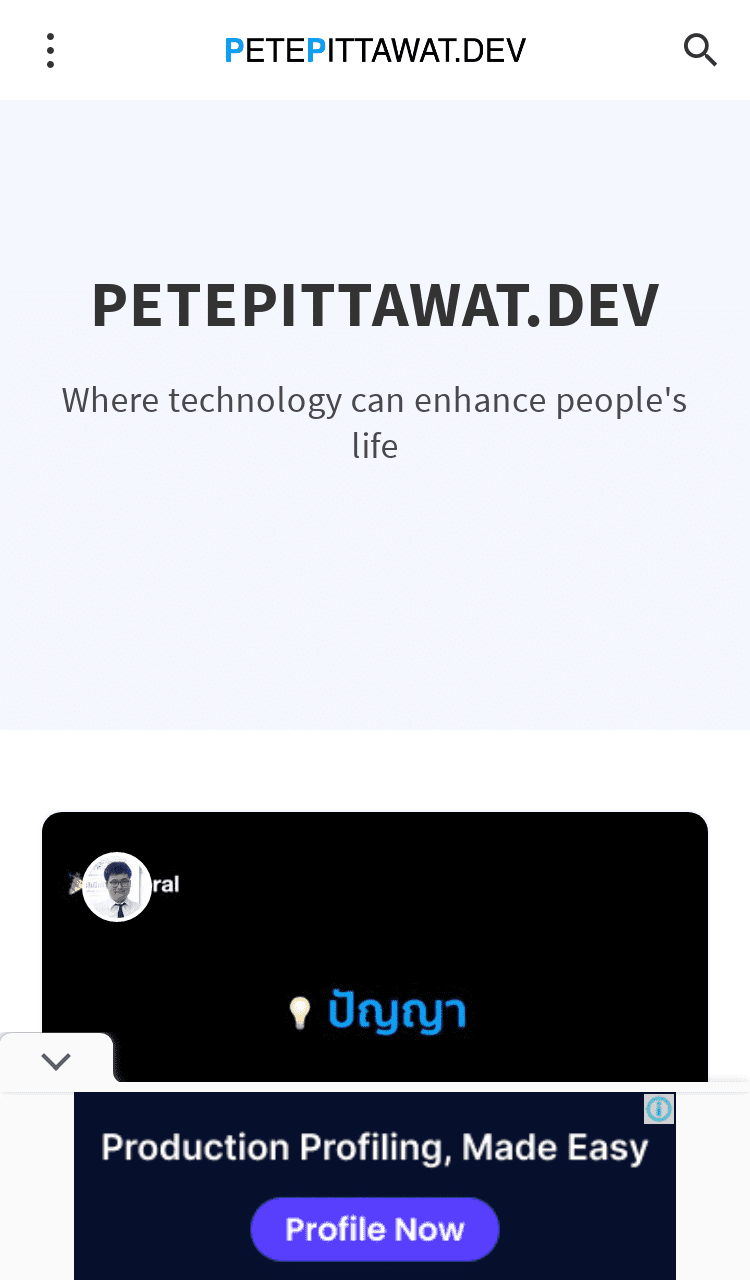 PETEPITTAWAT.DEV
PETEPITTAWAT.DEV
Where technology can enhance people's
life
ral
ปัญญา
Production Profiling, Made Easy
Profile Now